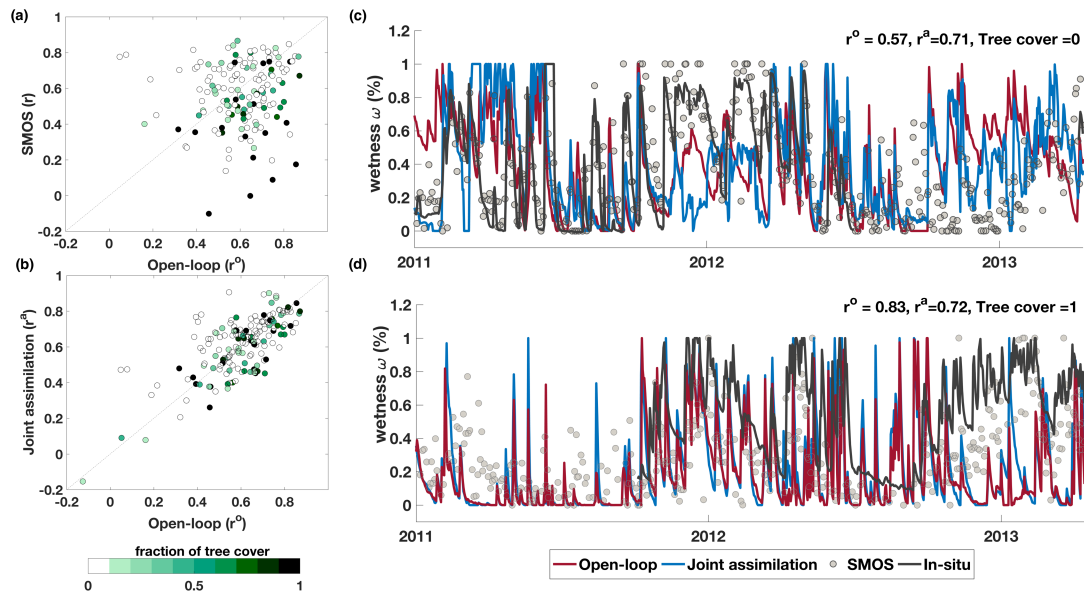 (a)
1
0.8
0.6
0.4
0.2
0
-0.2
SMOS (r)
-0.2 0 0.2 0.4 0.6 0.8
Open-loop (rᵒ)
(b)
1
0.8
0.6
0.4
0.2
0
-0.2
Joint assimilation (rᵃ)
-0.2 0 0.2 0.4 0.6 0.8
Open-loop (rᵒ)
fraction of tree cover
0 0.5 1
(c)
rᵒ = 0.57, rᵃ=0.71, Tree cover =0
1.2
1
0.8
0.6
0.4
0.2
0
wetness ω (%)
2011 2012 2013
(d)
rᵒ = 0.83, rᵃ=0.72, Tree cover =1
1.2
1
0.8
0.6
0.4
0.2
0
wetness ω (%)
2011 2012 2013
Open-loop Joint assimilation SMOS In-situ